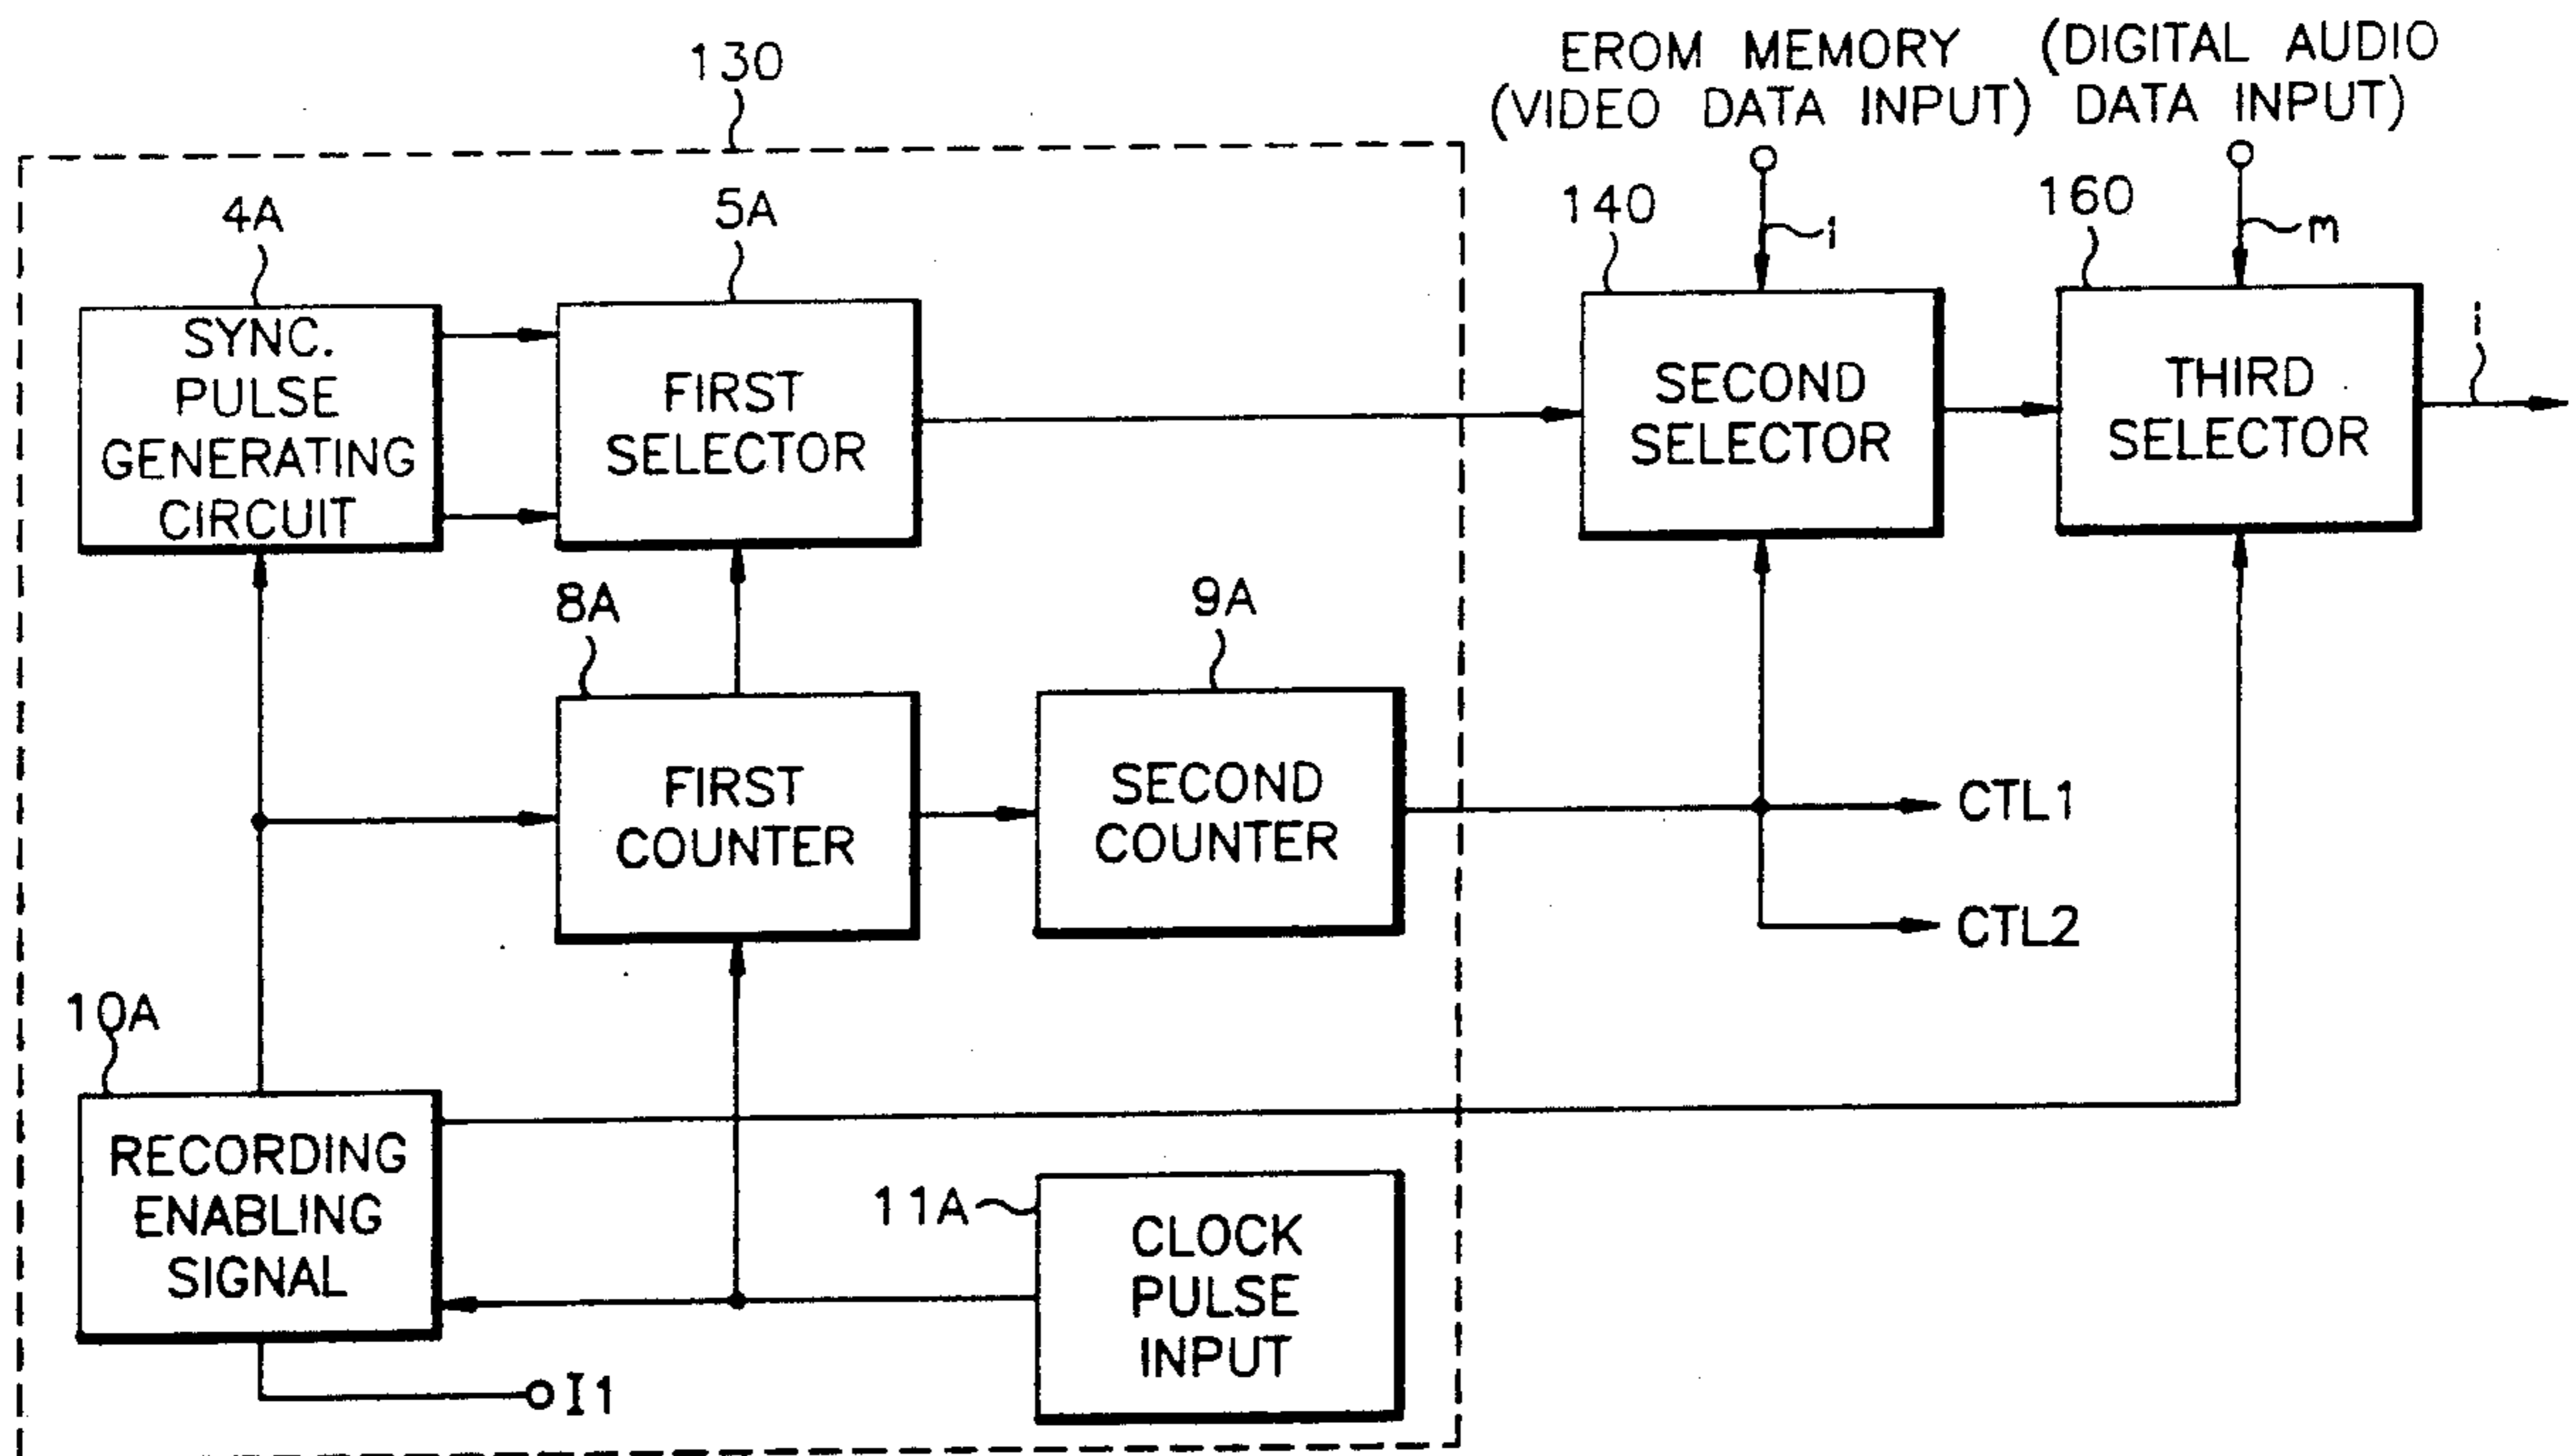 130
EROM MEMORY
(VIDEO DATA INPUT)
(DIGITAL AUDIO
DATA INPUT)
4A
5A
140
160
1
m
SYNC.
PULSE
GENERATING
CIRCUIT
FIRST
SELECTOR
SECOND
SELECTOR
THIRD
SELECTOR
i
8A
9A
FIRST
COUNTER
SECOND
COUNTER
CTL1
CTL2
10A
RECORDING
ENABLING
SIGNAL
11A
CLOCK
PULSE
INPUT
I1